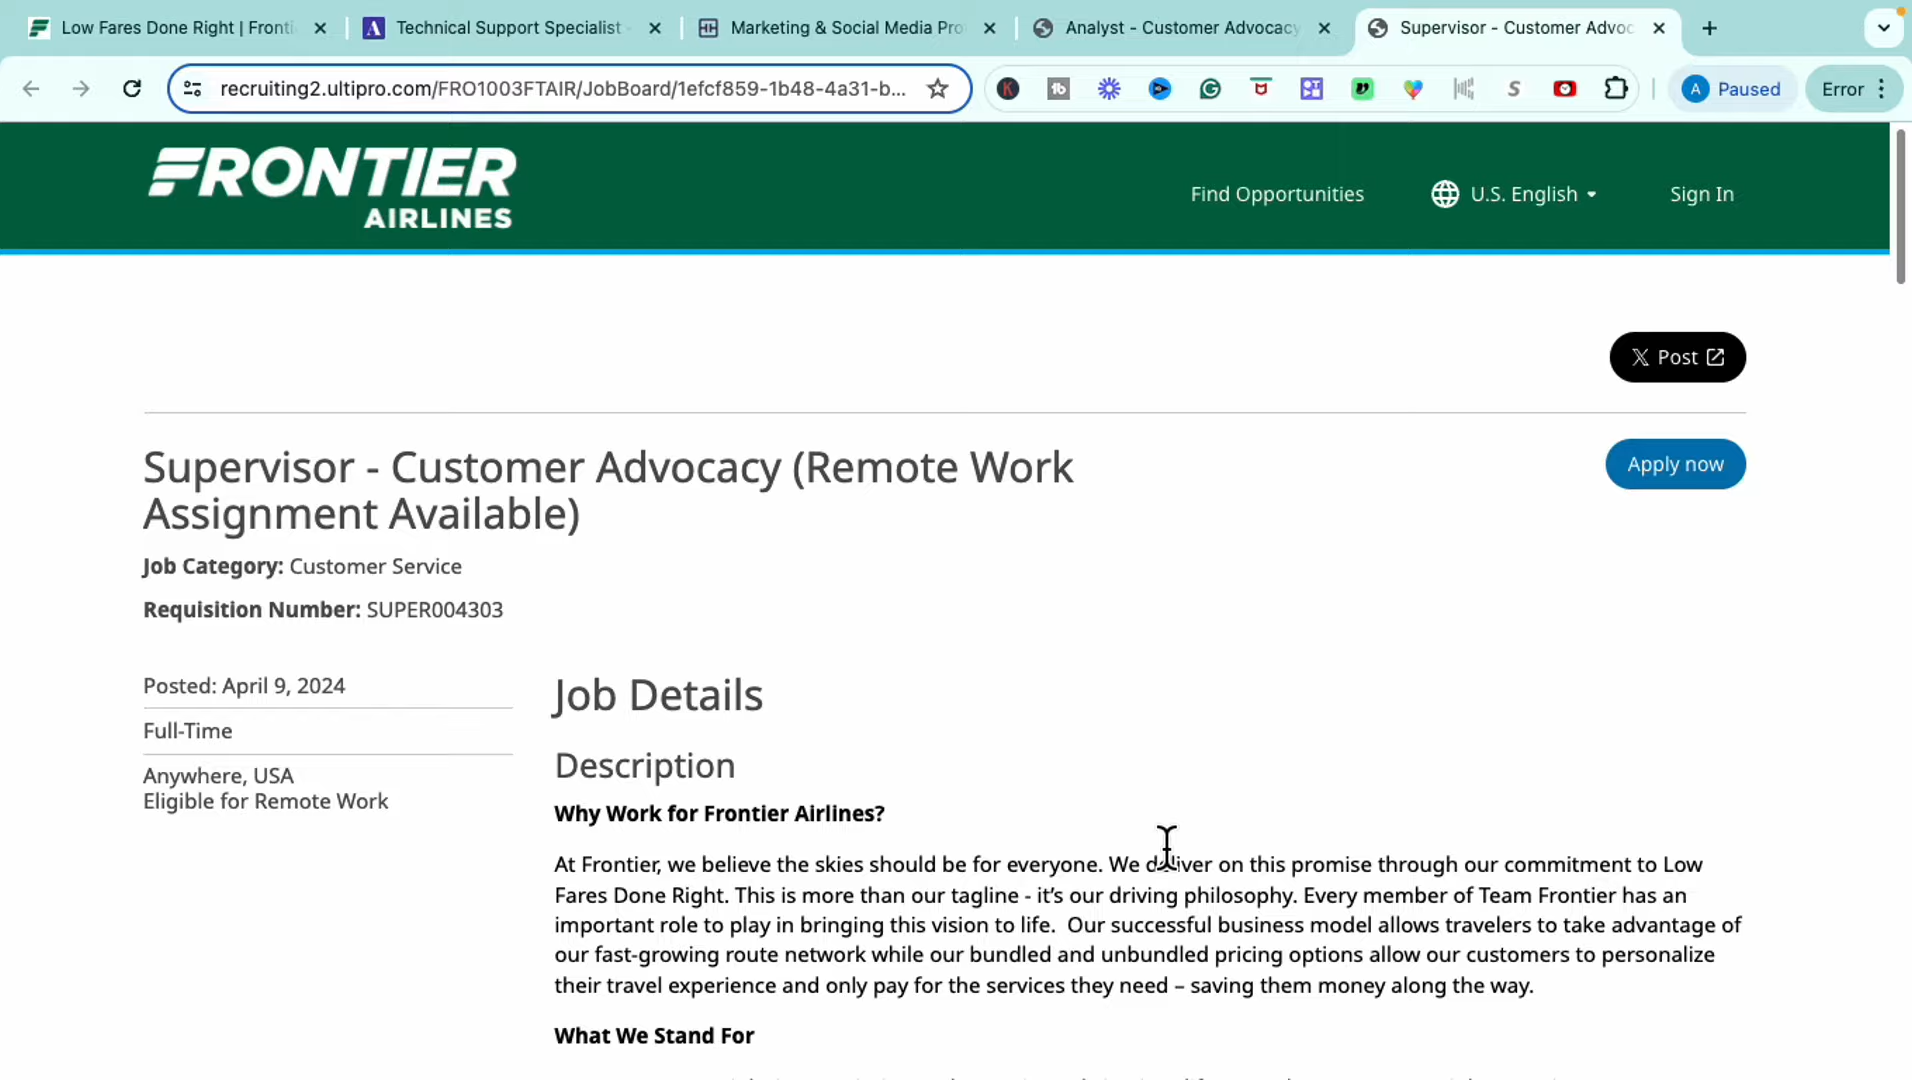 Low Fares Done Right | Fronti
Technical Support Specialist -
Marketing & Social Media Pro
Analyst - Customer Advocacy
Supervisor - Customer Advoc
recruiting2.ultipro.com/FRO1003FTAIR/JobBoard/1efcf859-1b48-4a31-b...
A Paused
Error
FRONTIER
AIRLINES
Find Opportunities
U.S. English
Sign In
X Post
Supervisor - Customer Advocacy (Remote Work
Assignment Available)
Apply now
Job Category: Customer Service
Requisition Number: SUPER004303
Posted: April 9, 2024
Full-Time
Anywhere, USA
Eligible for Remote Work
Job Details
Description
Why Work for Frontier Airlines?
At Frontier, we believe the skies should be for everyone. We deliver on this promise through our commitment to Low
Fares Done Right. This is more than our tagline - it’s our driving philosophy. Every member of Team Frontier has an
important role to play in bringing this vision to life.  Our successful business model allows travelers to take advantage of
our fast-growing route network while our bundled and unbundled pricing options allow our customers to personalize
their travel experience and only pay for the services they need – saving them money along the way.
What We Stand For